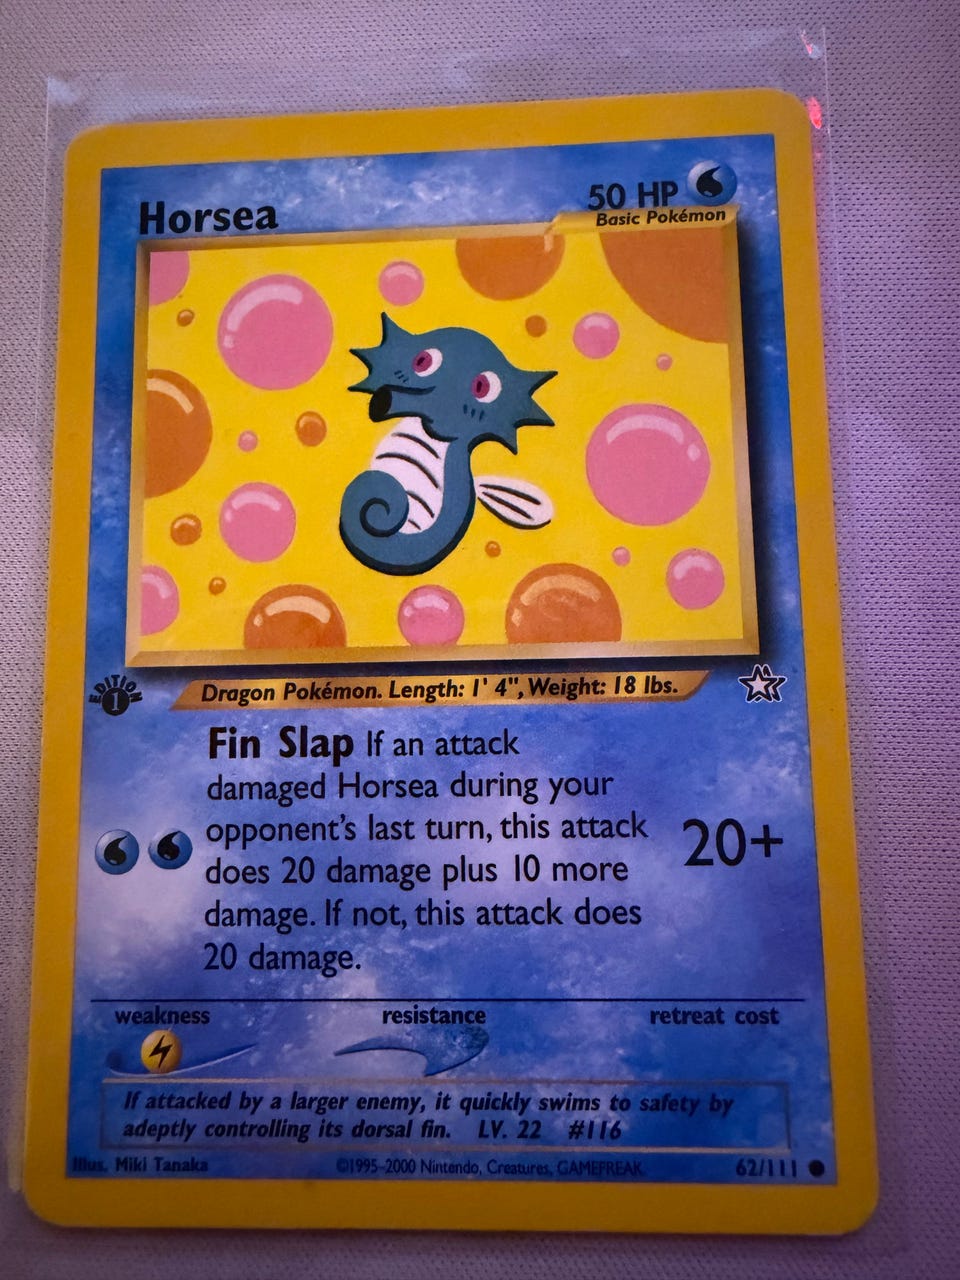 Horsea
50 HP
Basic Pokémon
EDITION
1
Dragon Pokémon. Length: 1' 4", Weight: 18 lbs.
Fin Slap If an attack
damaged Horsea during your
opponent's last turn, this attack
does 20 damage plus 10 more
damage. If not, this attack does
20 damage.
20+
weakness resistance retreat cost
If attacked by a larger enemy, it quickly swims to safety by
adeptly controlling its dorsal fin. LV. 22 #116
Illus. Miki Tanaka ©1995-2000 Nintendo, Creatures, GAMEFREAK. 62/111